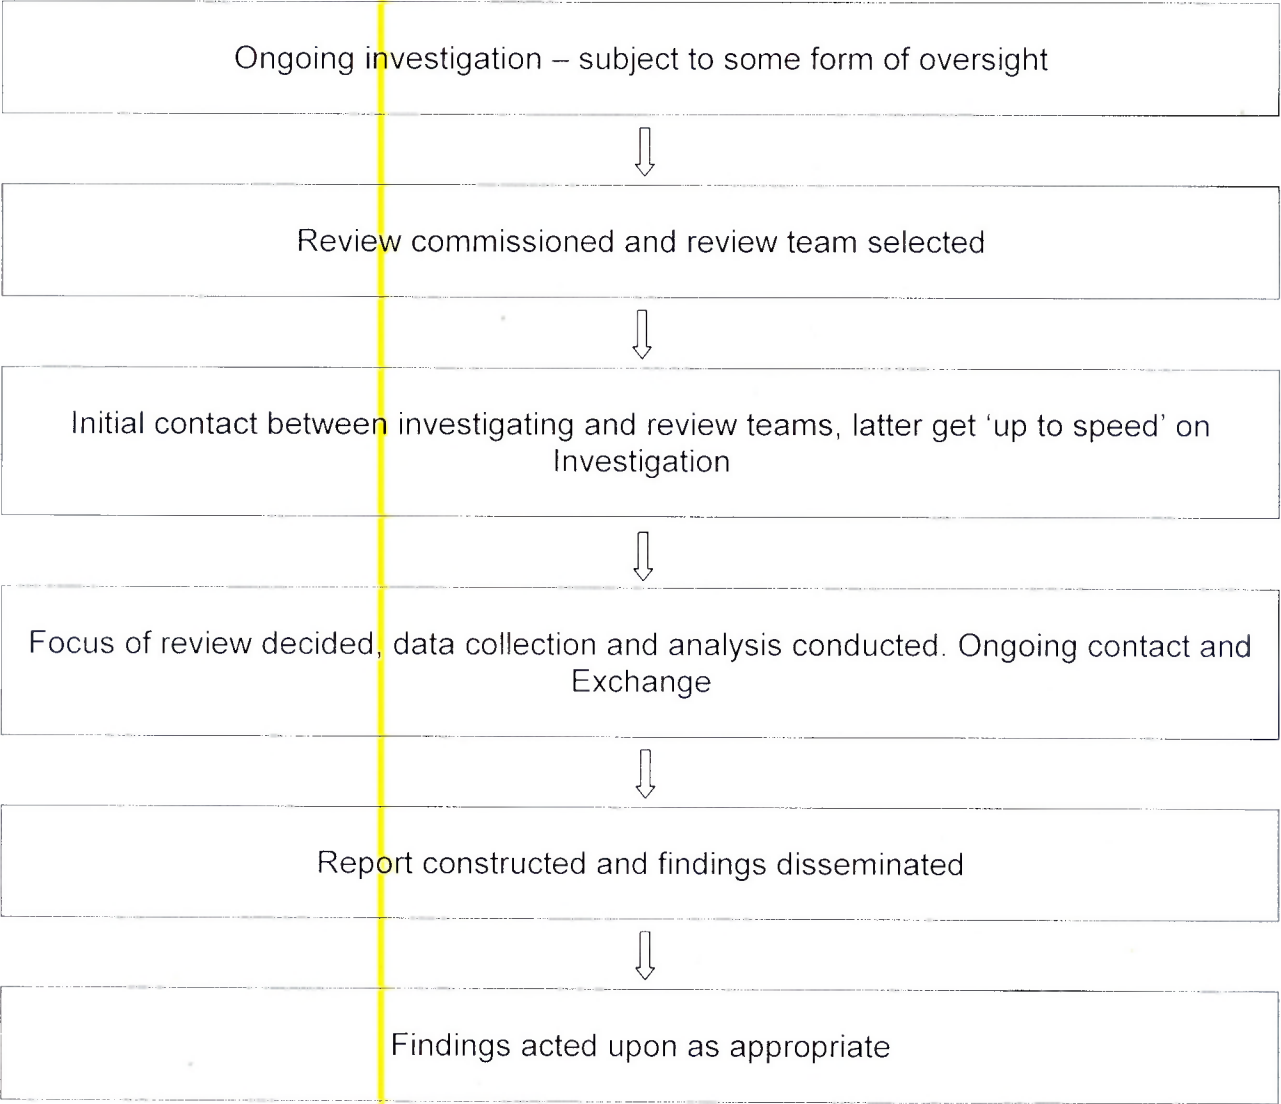 Ongoing investigation – subject to some form of oversight
Review commissioned and review team selected
Initial contact between investigating and review teams, latter get ‘up to speed’ on
Investigation
Focus of review decided, data collection and analysis conducted. Ongoing contact and
Exchange
Report constructed and findings disseminated
Findings acted upon as appropriate